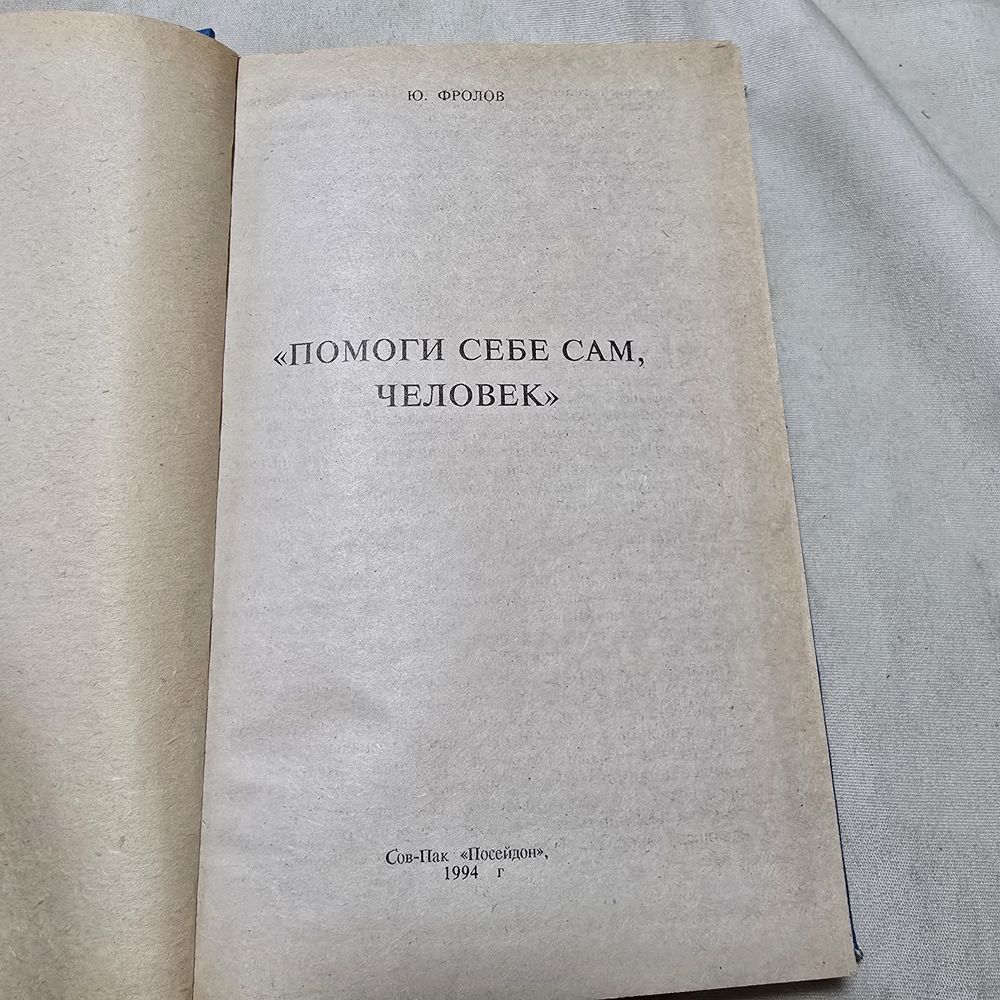 Ю. ФРОЛОВ
«ПОМОГИ СЕБЕ САМ,
ЧЕЛОВЕК»
Сов-Пак «Посейдон»,
1994 г